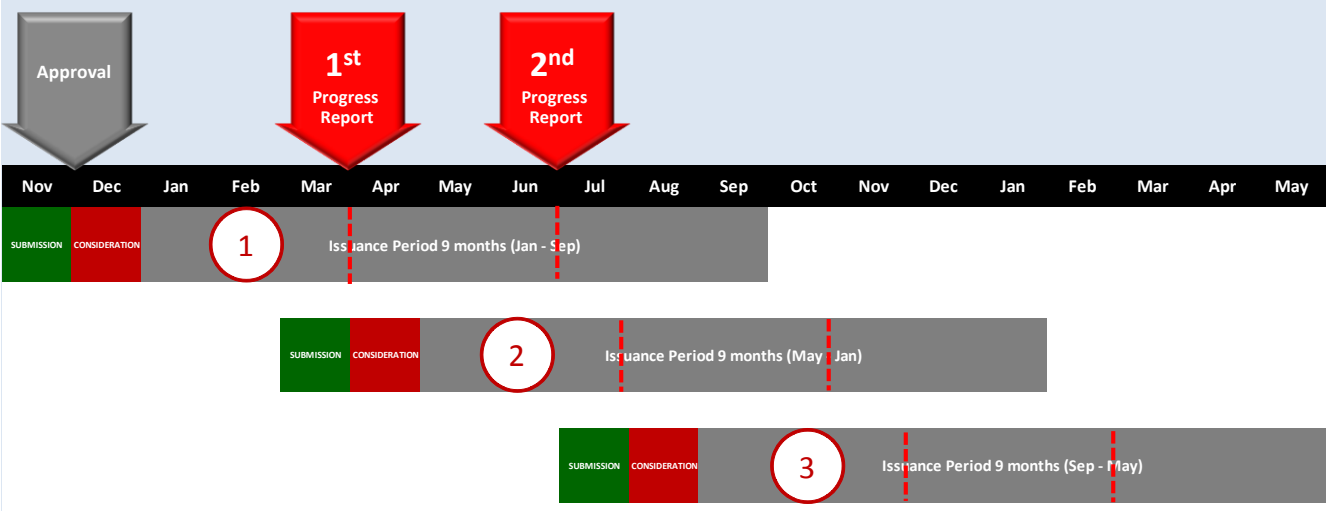 Approval
1st
Progress
Report
2nd
Progress
Report
Nov Dec Jan Feb Mar Apr May Jun Jul Aug Sep Oct Nov Dec Jan Feb Mar Apr May
SUBMISSION CONSIDERATION 1 Issuance Period 9 months (Jan - Sep)
SUBMISSION CONSIDERATION 2 Issuance Period 9 months (May - Jan)
SUBMISSION CONSIDERATION 3 Issuance Period 9 months (Sep - May)